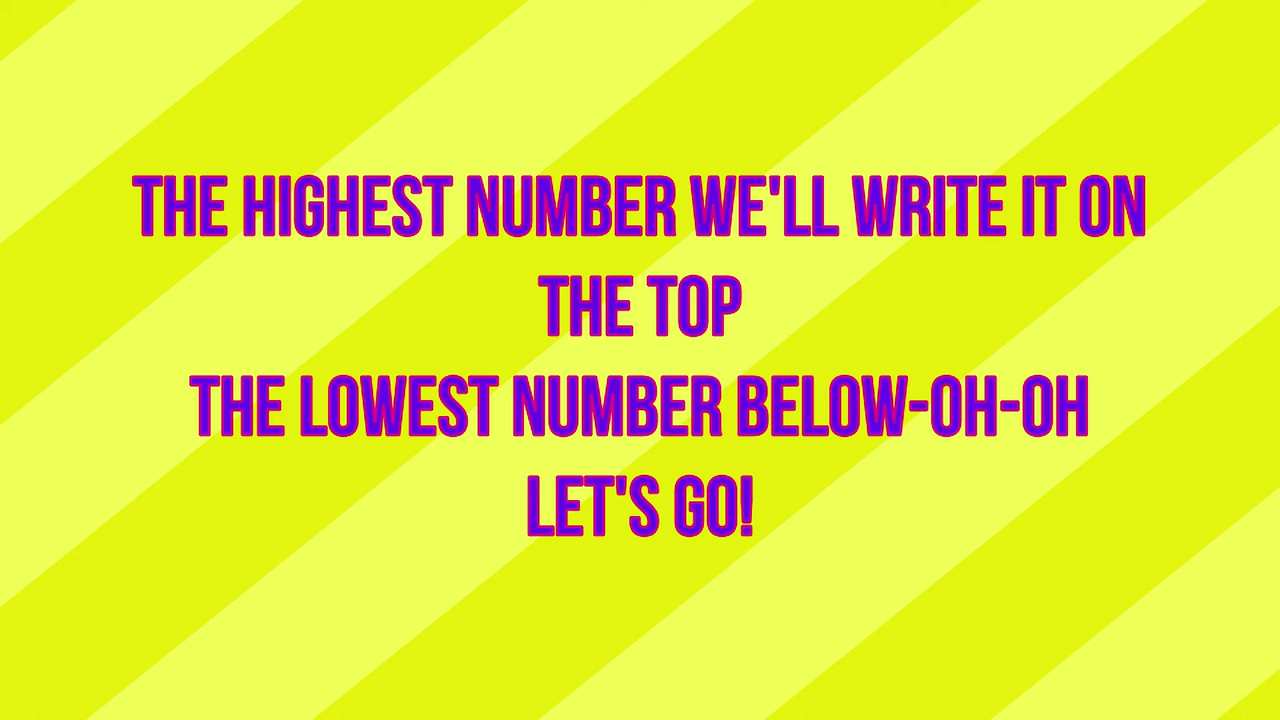 THE HIGHEST NUMBER WE'LL WRITE IT ON
THE TOP
THE LOWEST NUMBER BELOW-OH-OH
LET'S GO!